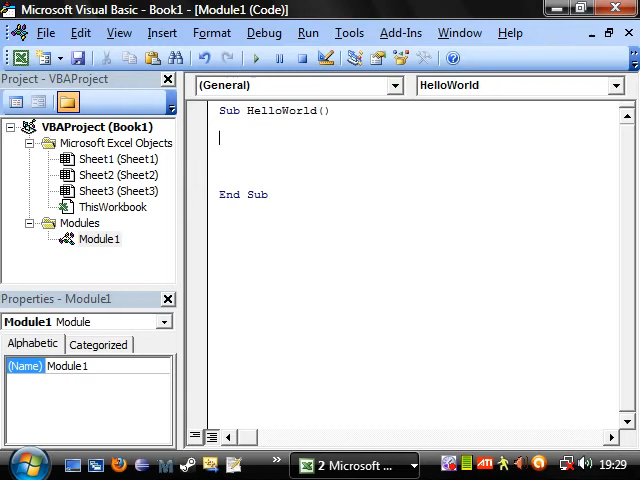 Microsoft Visual Basic - Book1 - [Module1 (Code)]
File Edit View Insert Format Debug Run Tools Add-Ins Window Help
Project - VBAProject
(General) HelloWorld
VBAProject (Book1)
Microsoft Excel Objects
Sheet1 (Sheet1)
Sheet2 (Sheet2)
Sheet3 (Sheet3)
ThisWorkbook
Modules
Module1
Sub HelloWorld()
End Sub
Properties - Module1
Module1 Module
Alphabetic Categorized
(Name) Module1
2 Microsoft ...
ATI
19:29